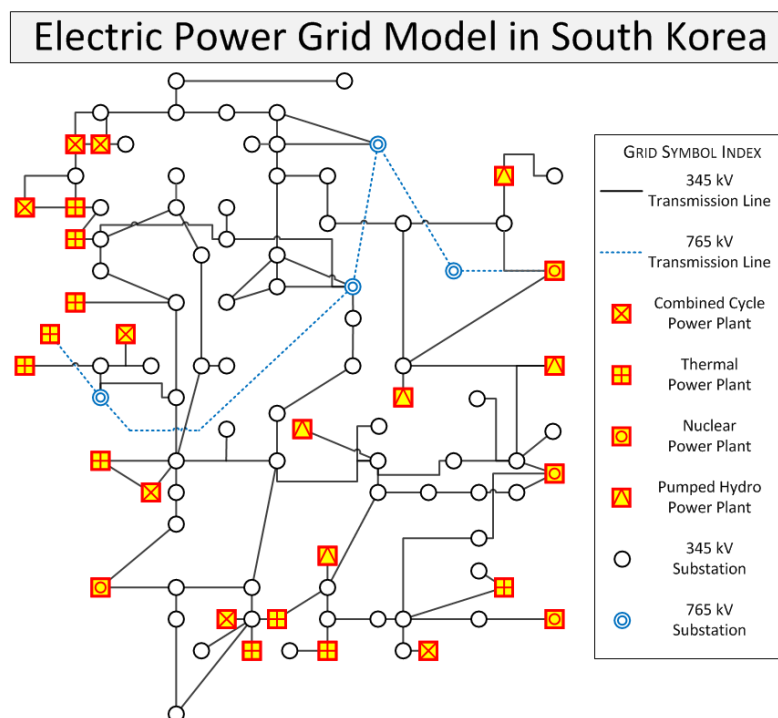 Electric Power Grid Model in South Korea
GRID SYMBOL INDEX
345 kV
Transmission Line
765 kV
Transmission Line
Combined Cycle
Power Plant
Thermal
Power Plant
Nuclear
Power Plant
Pumped Hydro
Power Plant
345 kV
Substation
765 kV
Substation